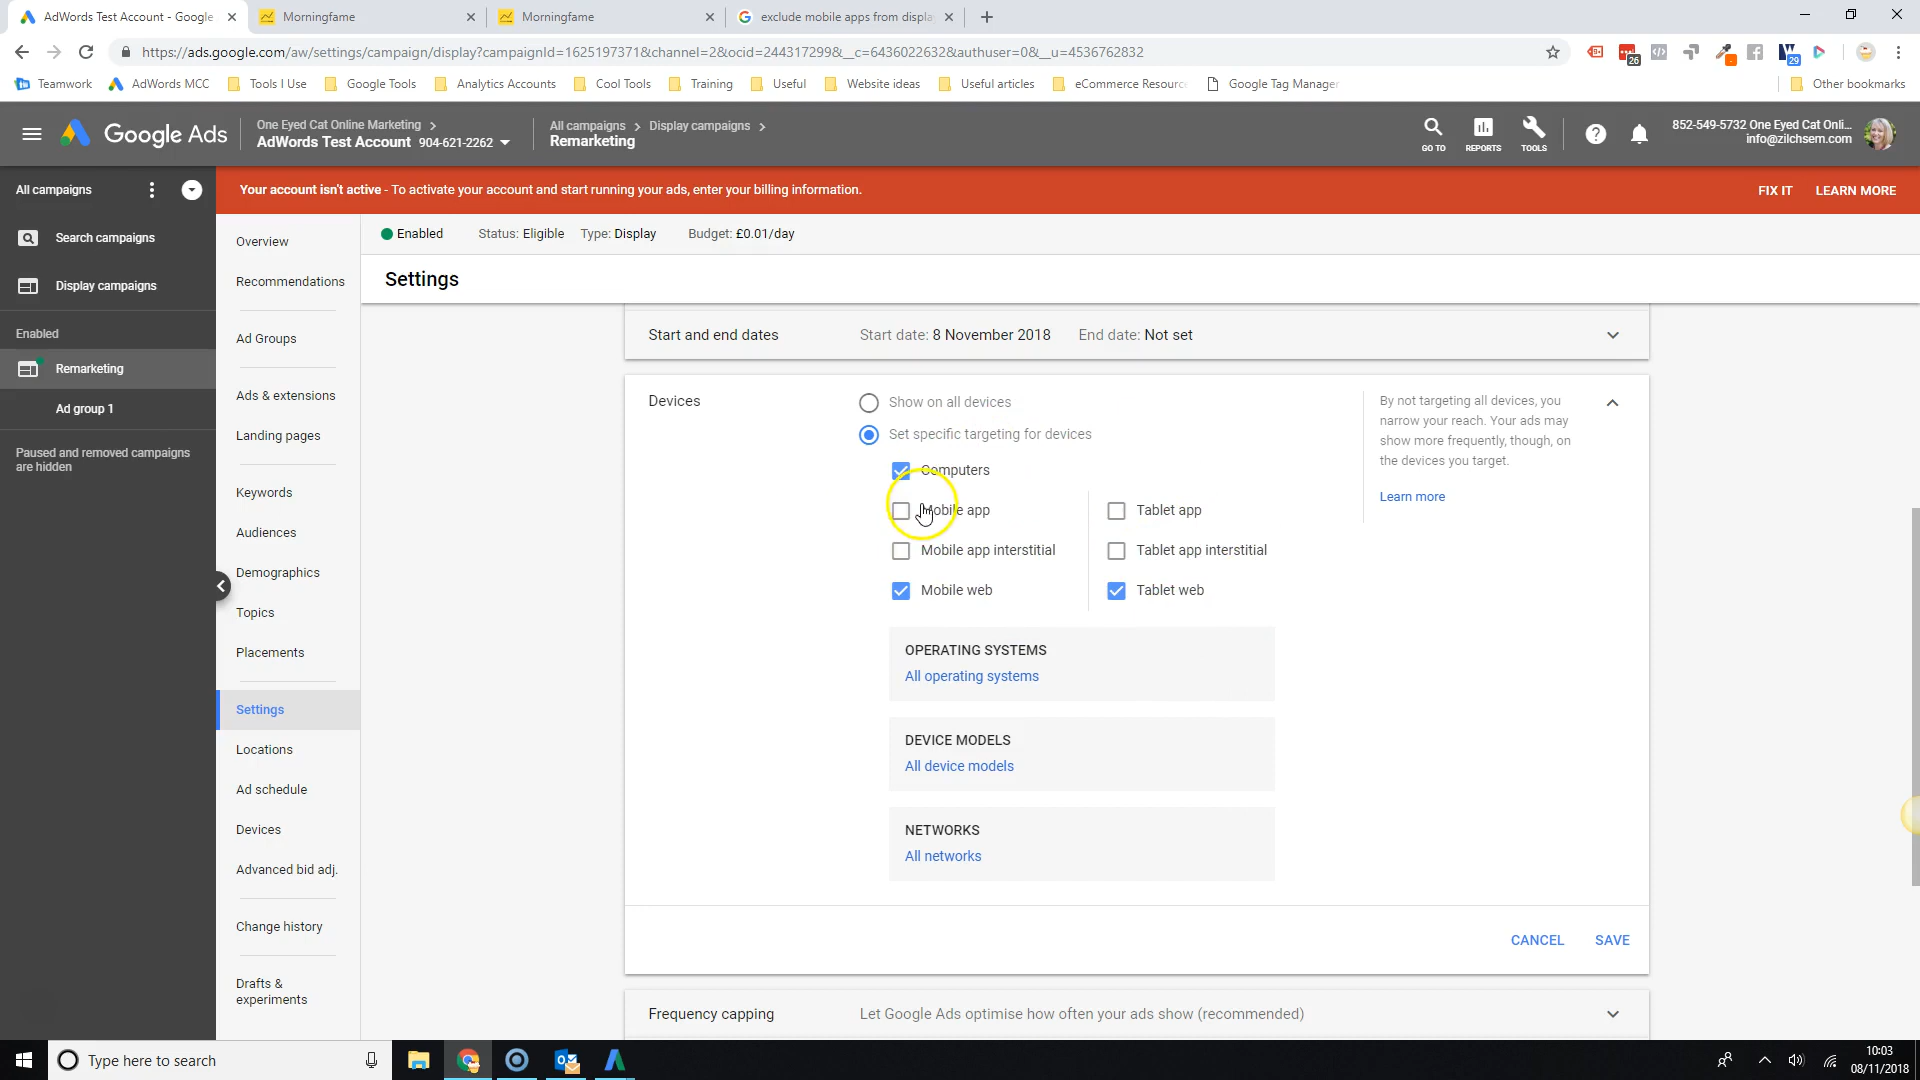 AdWords Test Account - Google
Morningfame
Morningfame
exclude mobile apps from displa
https://ads.google.com/aw/settings/campaign/display?campaignId=1625197371&channel=2&ocid=244317299&__c=6436022632&authuser=0&__u=4536762832
26
29
Teamwork
AdWords MCC
Tools I Use
Google Tools
Analytics Accounts
Cool Tools
Training
Useful
Website ideas
Useful articles
eCommerce Resourc
Google Tag Manager
Other bookmarks
Google Ads
One Eyed Cat Online Marketing
AdWords Test Account 904-621-2262
All campaigns
Display campaigns
Remarketing
GO TO
REPORTS
TOOLS
852-549-5732 One Eyed Cat Onli...
info@zilchsem.com
All campaigns
Your account isn't active - To activate your account and start running your ads, enter your billing information.
FIX IT
LEARN MORE
Search campaigns
Display campaigns
Enabled
Remarketing
Ad group 1
Paused and removed campaigns
are hidden
Overview
Recommendations
Ad Groups
Ads & extensions
Landing pages
Keywords
Audiences
Demographics
Topics
Placements
Settings
Locations
Ad schedule
Devices
Advanced bid adj.
Change history
Drafts &
experiments
Enabled
Status: Eligible
Type: Display
Budget: £0.01/day
Settings
Start and end dates
Start date: 8 November 2018
End date: Not set
Devices
Show on all devices
Set specific targeting for devices
Computers
Mobile app
Tablet app
Mobile app interstitial
Tablet app interstitial
Mobile web
Tablet web
By not targeting all devices, you
narrow your reach. Your ads may
show more frequently, though, on
the devices you target.
Learn more
OPERATING SYSTEMS
All operating systems
DEVICE MODELS
All device models
NETWORKS
All networks
CANCEL
SAVE
Frequency capping
Let Google Ads optimise how often your ads show (recommended)
Type here to search
10:03
08/11/2018